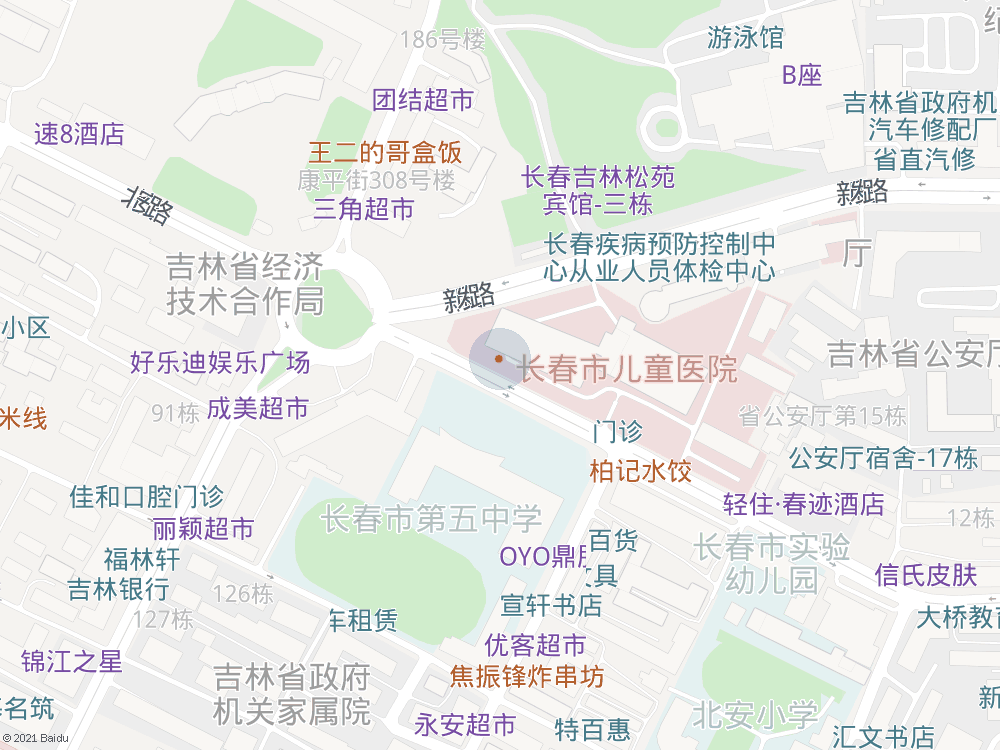 186号楼
游泳馆
B座
团结超市
吉林省政府机
汽车修配厂
速8酒店
王二的哥盒饭
省直汽修
康平街308号楼
长春吉林松苑
宾馆-三栋
新路
三角超市
长春疾病预防控制中
心从业人员体检中心
厅
吉林省经济
技术合作局
小区
好乐迪娱乐广场
长春市儿童医院
吉林省公安厅
米线
91栋
成美超市
省公安厅第15栋
门诊
柏记水饺
公安厅宿舍-17栋
佳和口腔门诊
轻住·春迹酒店
丽颖超市
长春市第五中学
12栋
百货
福林轩
OYO鼎
长春市实验
幼儿园
信氏皮肤
具
吉林银行
126栋
宣轩书店
127栋
车租赁
大桥教育
优客超市
锦江之星
吉林省政府
机关家属院
焦振锋炸串坊
名筑
新
永安超市
特百惠
北安小学
汇文书店
© 2021 Baidu